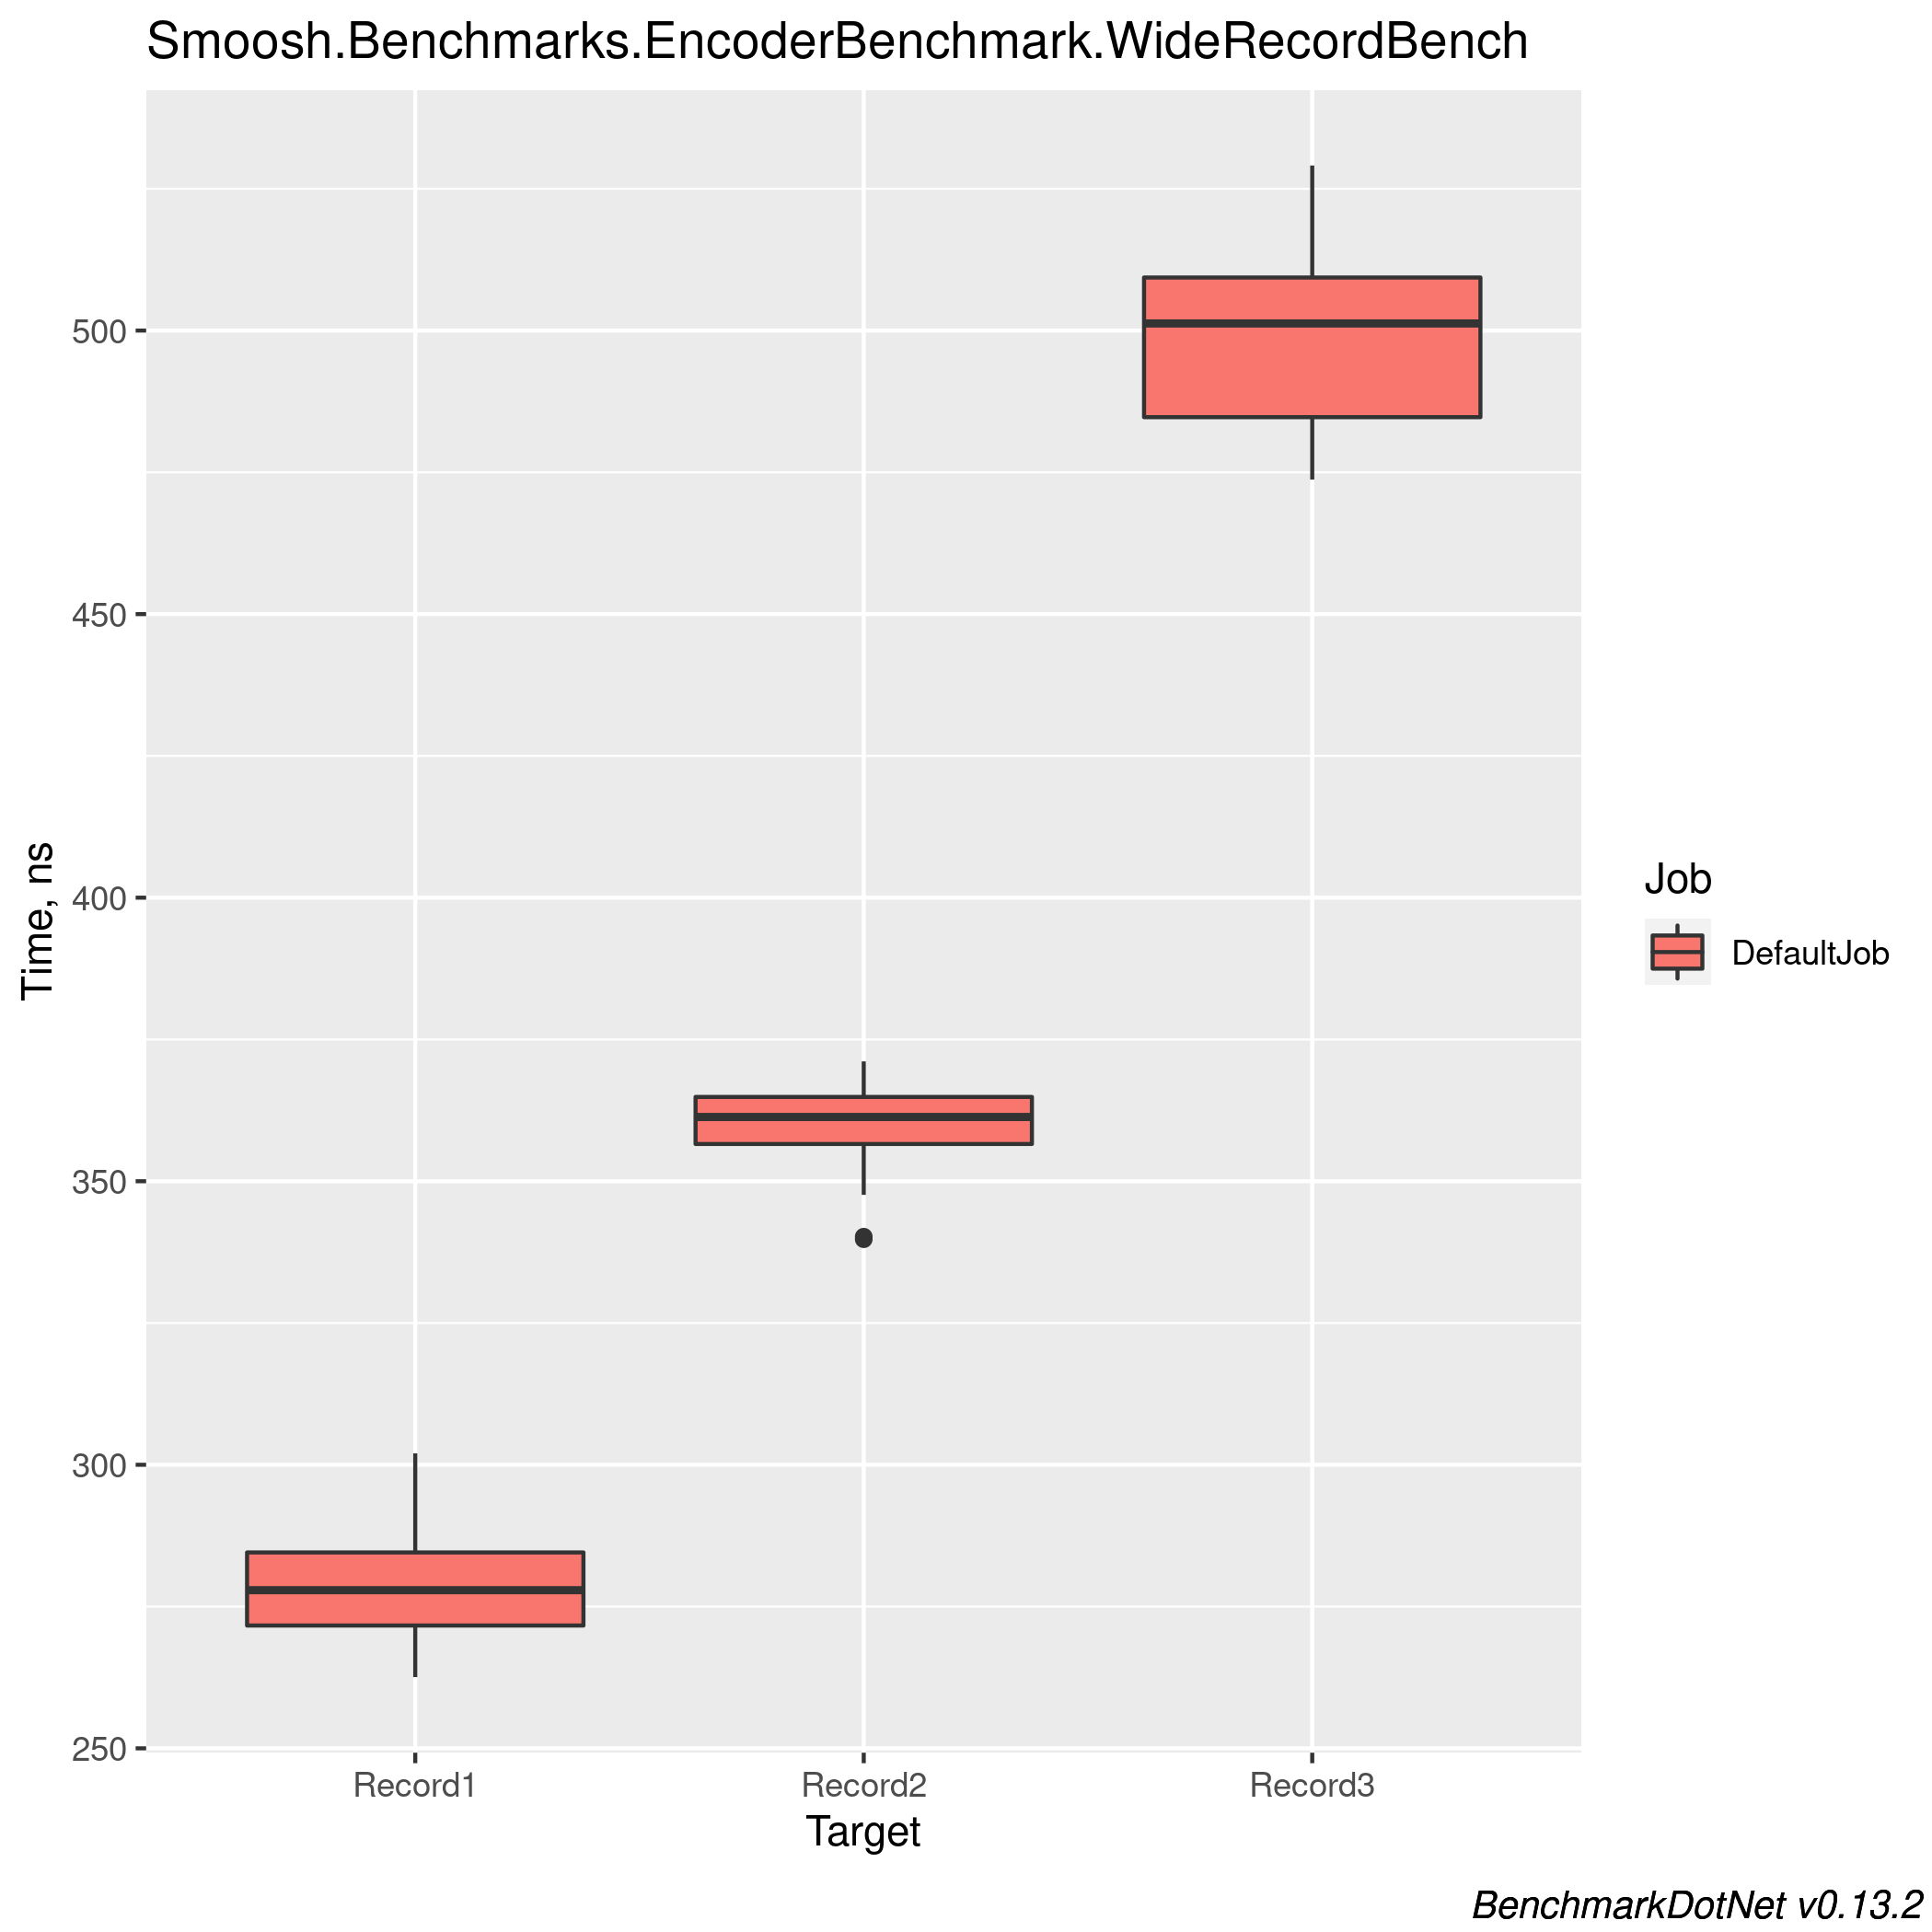 Smoosh.Benchmarks.EncoderBenchmark.WideRecordBench
Time, ns
500
450
400
350
300
250
Record1
Record2
Record3
Target
Job
DefaultJob
BenchmarkDotNet v0.13.2